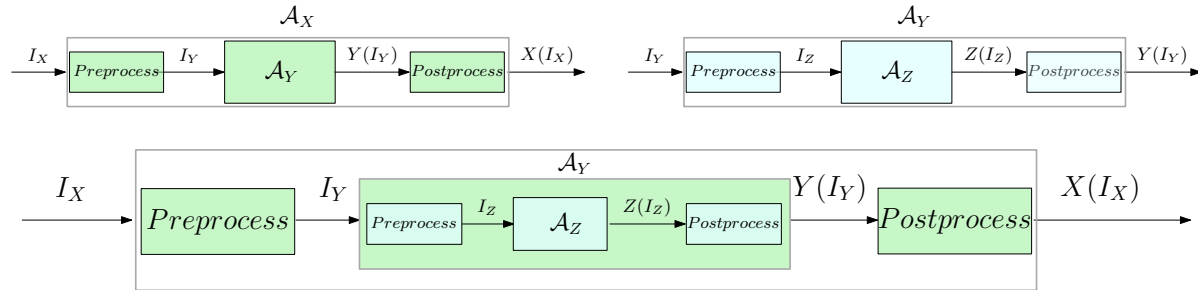 𝒜_X
I_X Preprocess I_Y 𝒜_Y Y(I_Y) Postprocess X(I_X)
𝒜_Y
I_Y Preprocess I_Z 𝒜_Z Z(I_Z) Postprocess Y(I_Y)
𝒜_Y
I_X Preprocess I_Y Preprocess I_Z 𝒜_Z Z(I_Z) Postprocess Y(I_Y) Postprocess X(I_X)